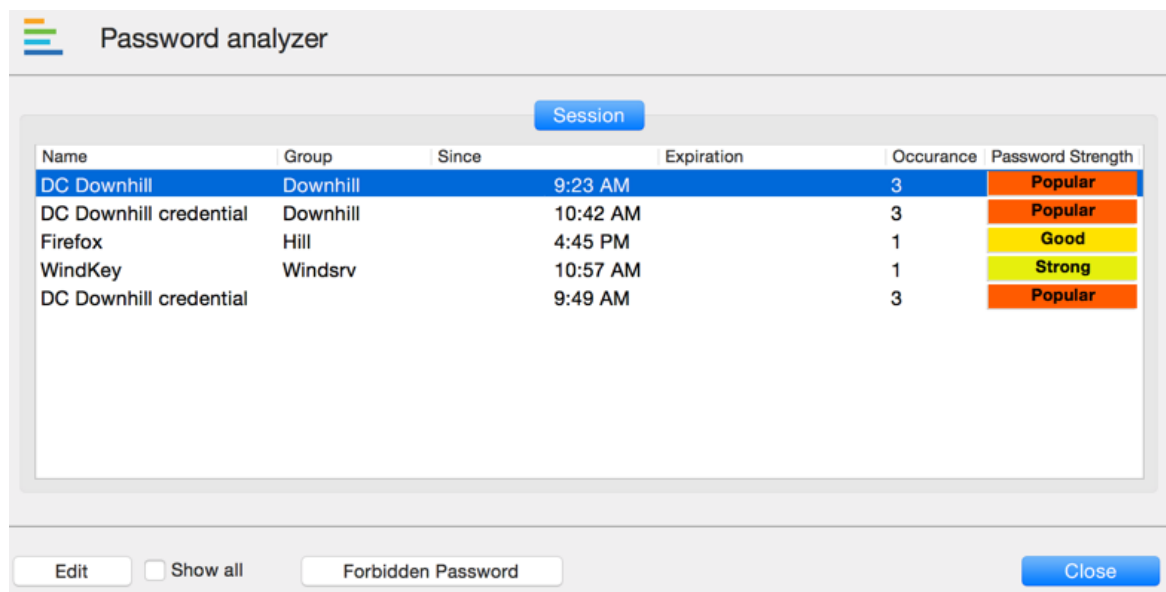 Password analyzer
Session
Name Group Since Expiration Occurance Password Strength
DC Downhill Downhill 9:23 AM 3 Popular
DC Downhill credential Downhill 10:42 AM 3 Popular
Firefox Hill 4:45 PM 1 Good
WindKey Windsrv 10:57 AM 1 Strong
DC Downhill credential 9:49 AM 3 Popular
Edit Show all Forbidden Password Close